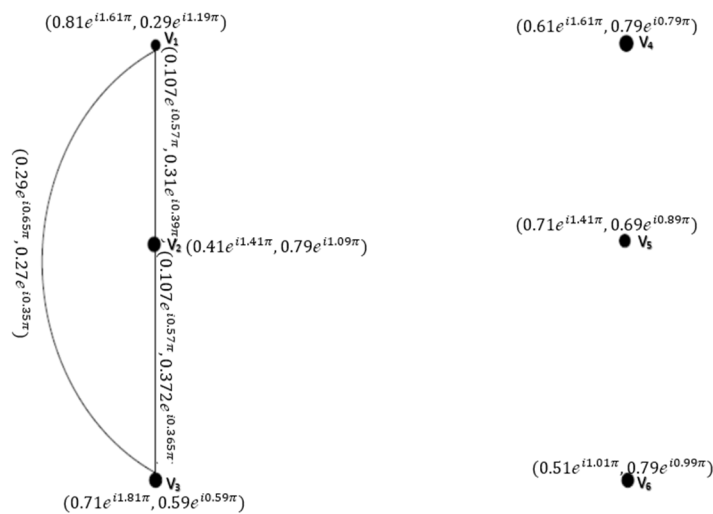 (0.81e^{i1.61π}, 0.29e^{i1.19π})
V₁
(0.107e^{i0.57π}, 0.31e^{i0.39π})
(0.29e^{i0.65π}, 0.27e^{i0.35π})
V₂ (0.41e^{i1.41π}, 0.79e^{i1.09π})
(0.107e^{i0.57π}, 0.372e^{i0.365π})
V₃
(0.71e^{i1.81π}, 0.59e^{i0.59π})
(0.61e^{i1.61π}, 0.79e^{i0.79π})
V₄
(0.71e^{i1.41π}, 0.69e^{i0.89π})
V₅
(0.51e^{i1.01π}, 0.79e^{i0.99π})
V₆